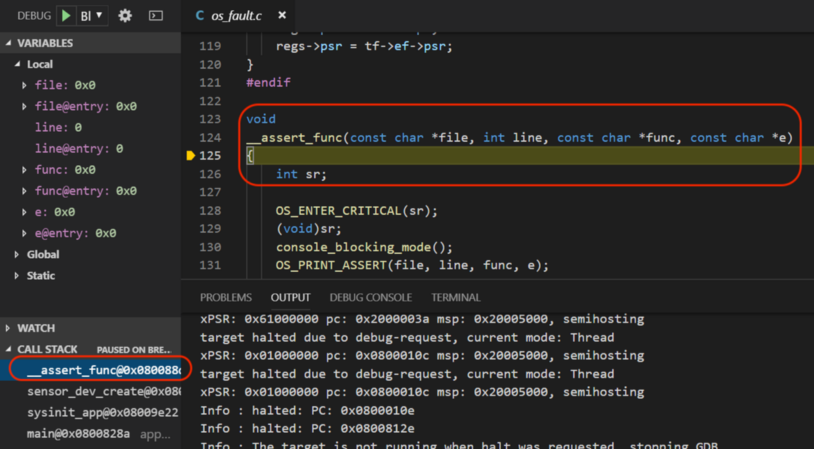 DEBUG Bl
VARIABLES
Local
file: 0x0
file@entry: 0x0
line: 0
line@entry: 0
func: 0x0
func@entry: 0x0
e: 0x0
e@entry: 0x0
Global
Static
WATCH
CALL STACK PAUSED ON BRE…
__assert_func@0x080088
sensor_dev_create@0x080
sysinit_app@0x08009e22
main@0x0800828a app...
C os_fault.c ×
119 regs->psr = tf->ef->psr;
120 }
121 #endif
122
123 void
124 __assert_func(const char *file, int line, const char *func, const char *e)
125 {
126 int sr;
127
128 OS_ENTER_CRITICAL(sr);
129 (void)sr;
130 console_blocking_mode();
131 OS_PRINT_ASSERT(file, line, func, e);
PROBLEMS OUTPUT DEBUG CONSOLE TERMINAL
xPSR: 0x61000000 pc: 0x2000003a msp: 0x20005000, semihosting
target halted due to debug-request, current mode: Thread
xPSR: 0x01000000 pc: 0x0800010c msp: 0x20005000, semihosting
target halted due to debug-request, current mode: Thread
xPSR: 0x01000000 pc: 0x0800010c msp: 0x20005000, semihosting
Info : halted: PC: 0x0800010e
Info : halted: PC: 0x0800812e
Info : The target is not running when halt was requested, stopping GDB